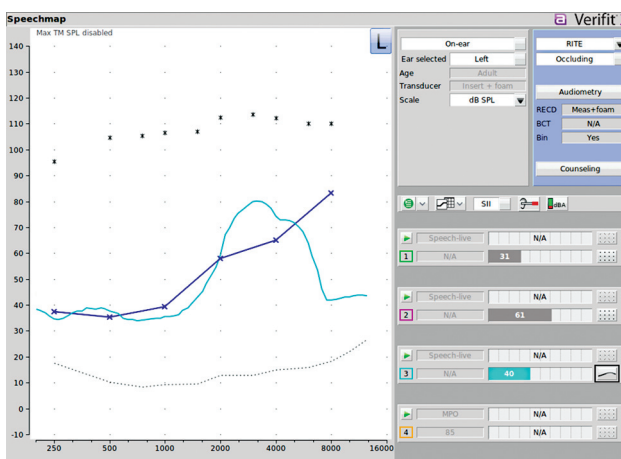 Speechmap
a Verifit
Max TM SPL disabled
L
140
130
120
110
100
90
80
70
60
50
40
30
20
10
0
-10
250
500
1000
2000
4000
8000
16000
On-ear
Ear selected Left
Age Adult
Transducer Insert + foam
Scale dB SPL
RITE
Occluding
Audiometry
RECD Meas+foam
BCT N/A
Bin Yes
Counseling
SII
dBA
Speech-live N/A
1 N/A 31
Speech-live N/A
2 N/A 61
Speech-live N/A
3 N/A 40
MPO N/A
4 85 N/A